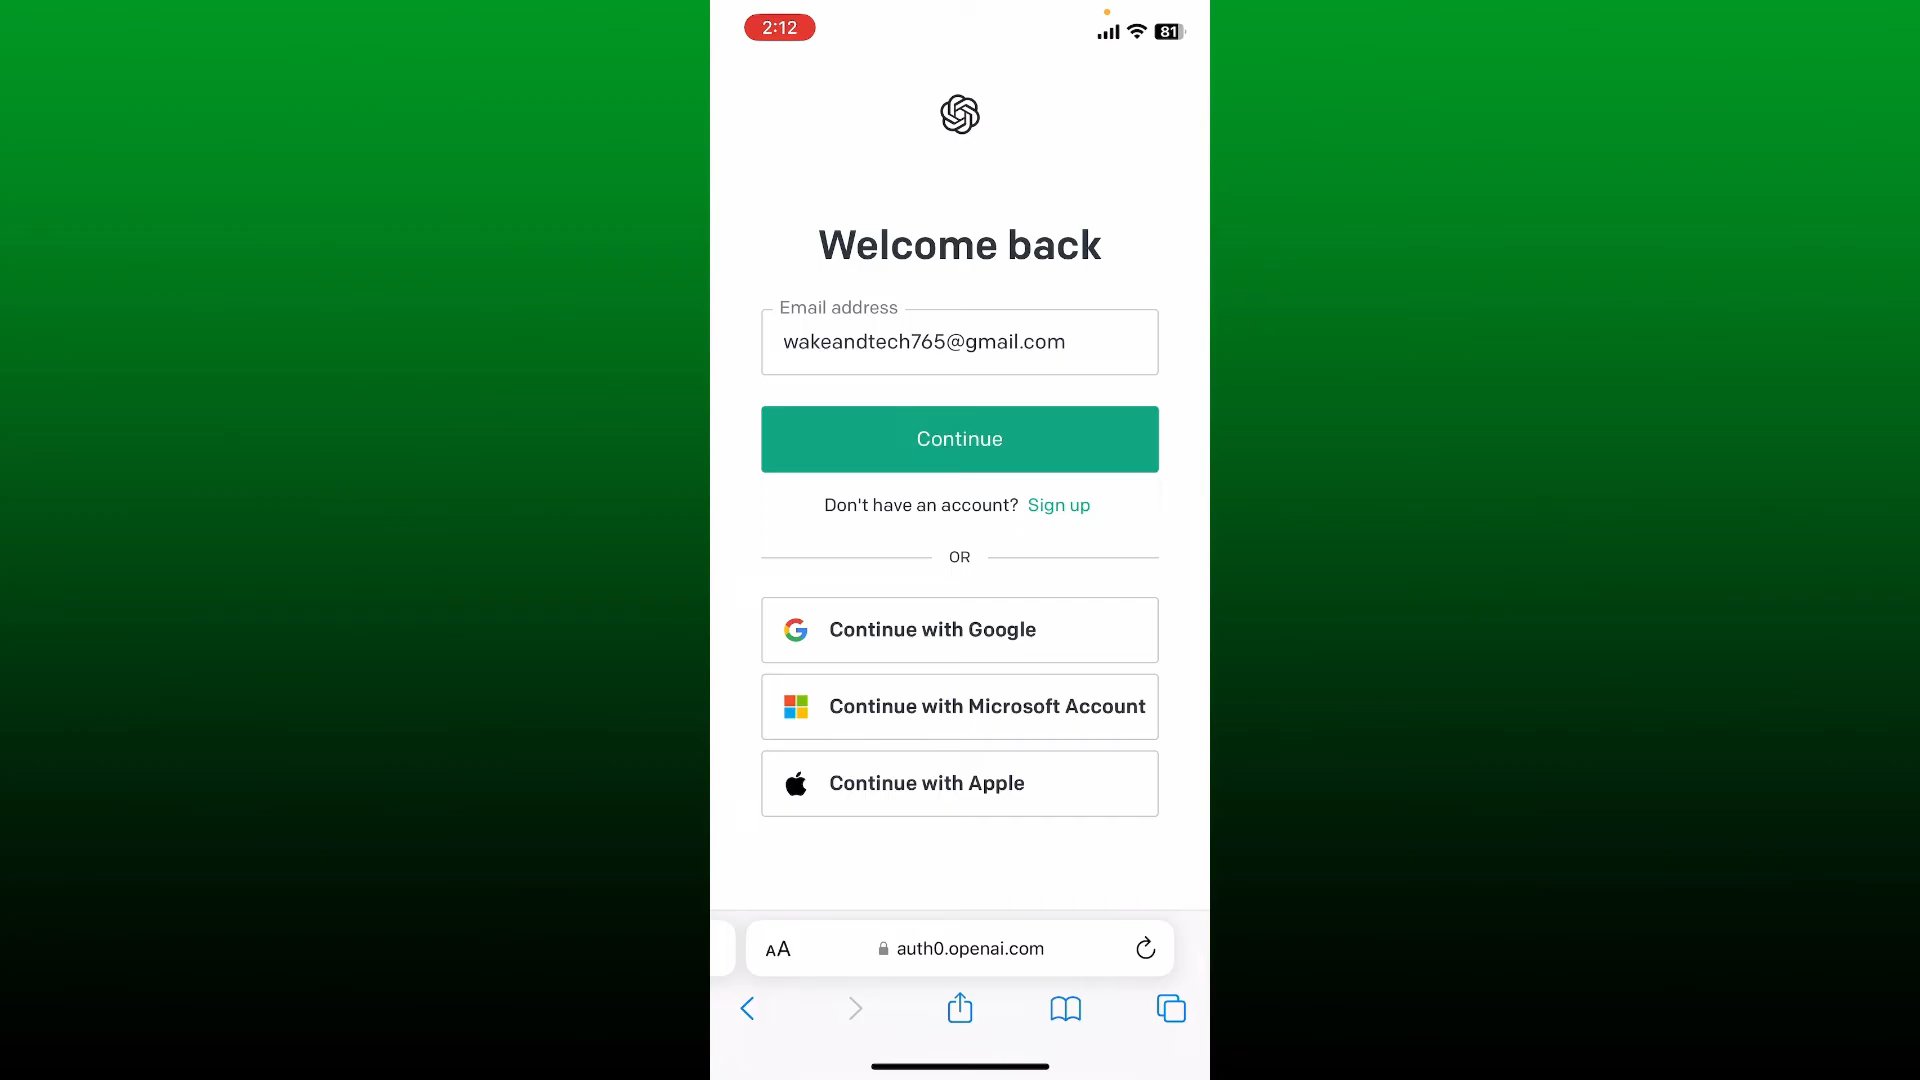 2:12
81
Welcome back
Email address
wakeandtech765@gmail.com
Continue
Don't have an account? Sign up
OR
Continue with Google
Continue with Microsoft Account
Continue with Apple
AA auth0.openai.com